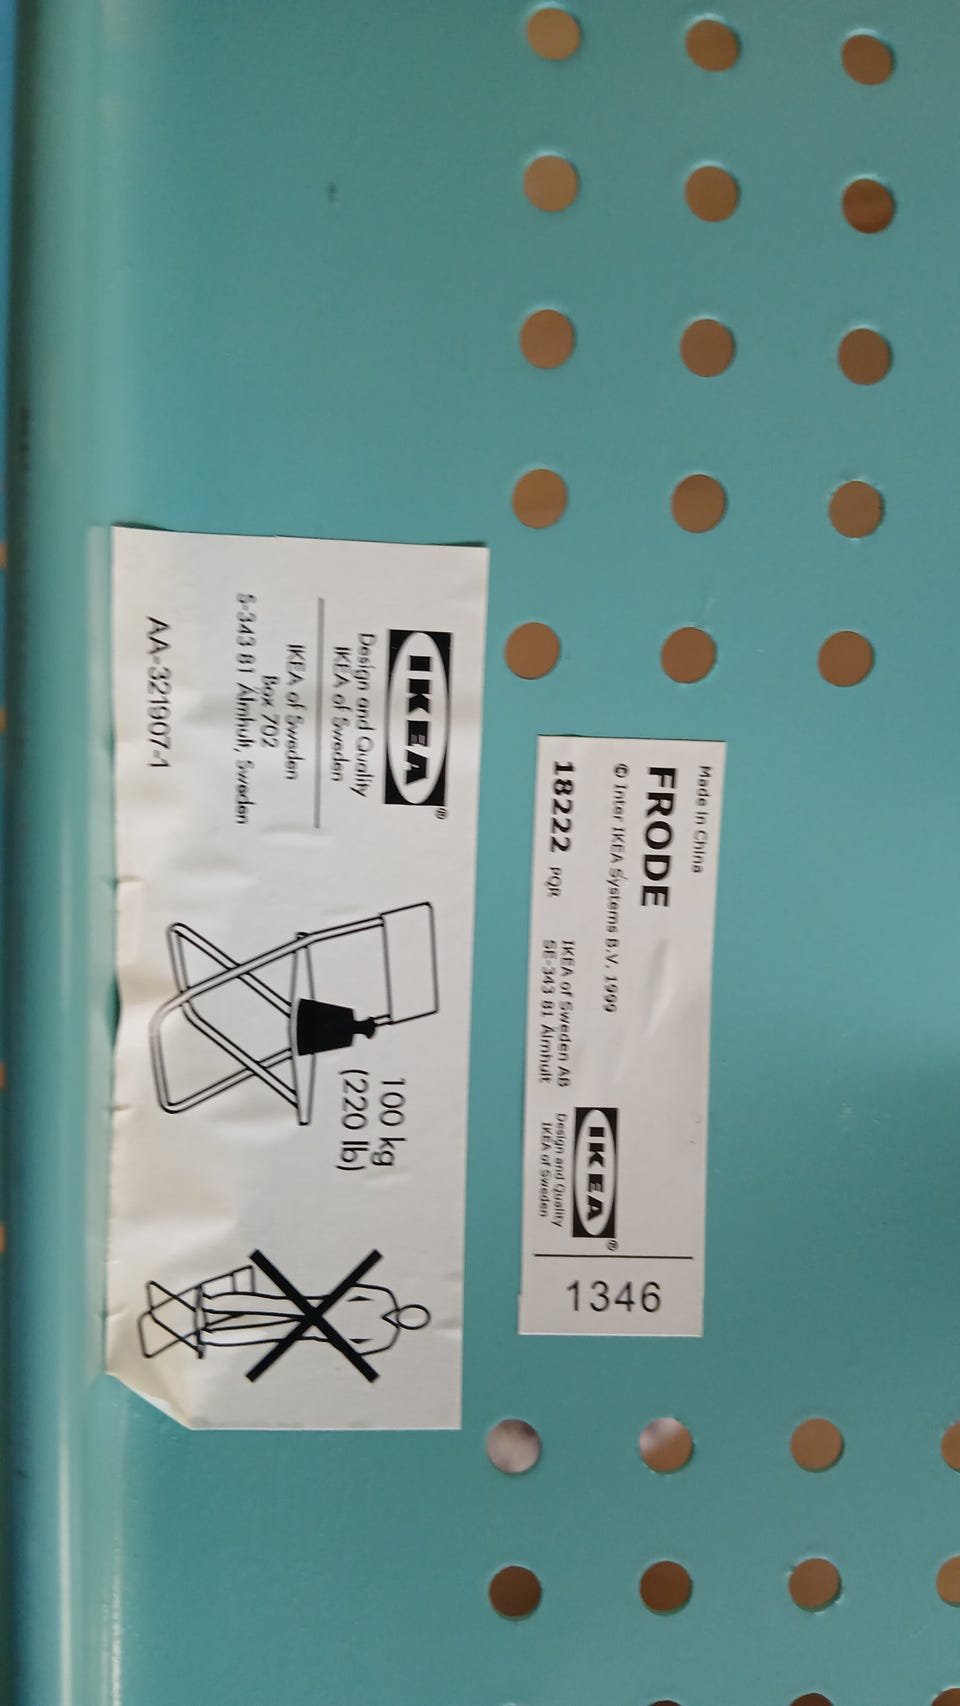 Made in China
FRODE
© Inter IKEA Systems B.V. 1999
18222 PQR
IKEA of Sweden AB
SE-343 81 Älmhult
IKEA®
Design and Quality
IKEA of Sweden
1346
IKEA®
Design and Quality
IKEA of Sweden
IKEA of Sweden
Box 702
S-343 81 Älmhult, Sweden
AA-321907-1
100 kg
(220 lb)